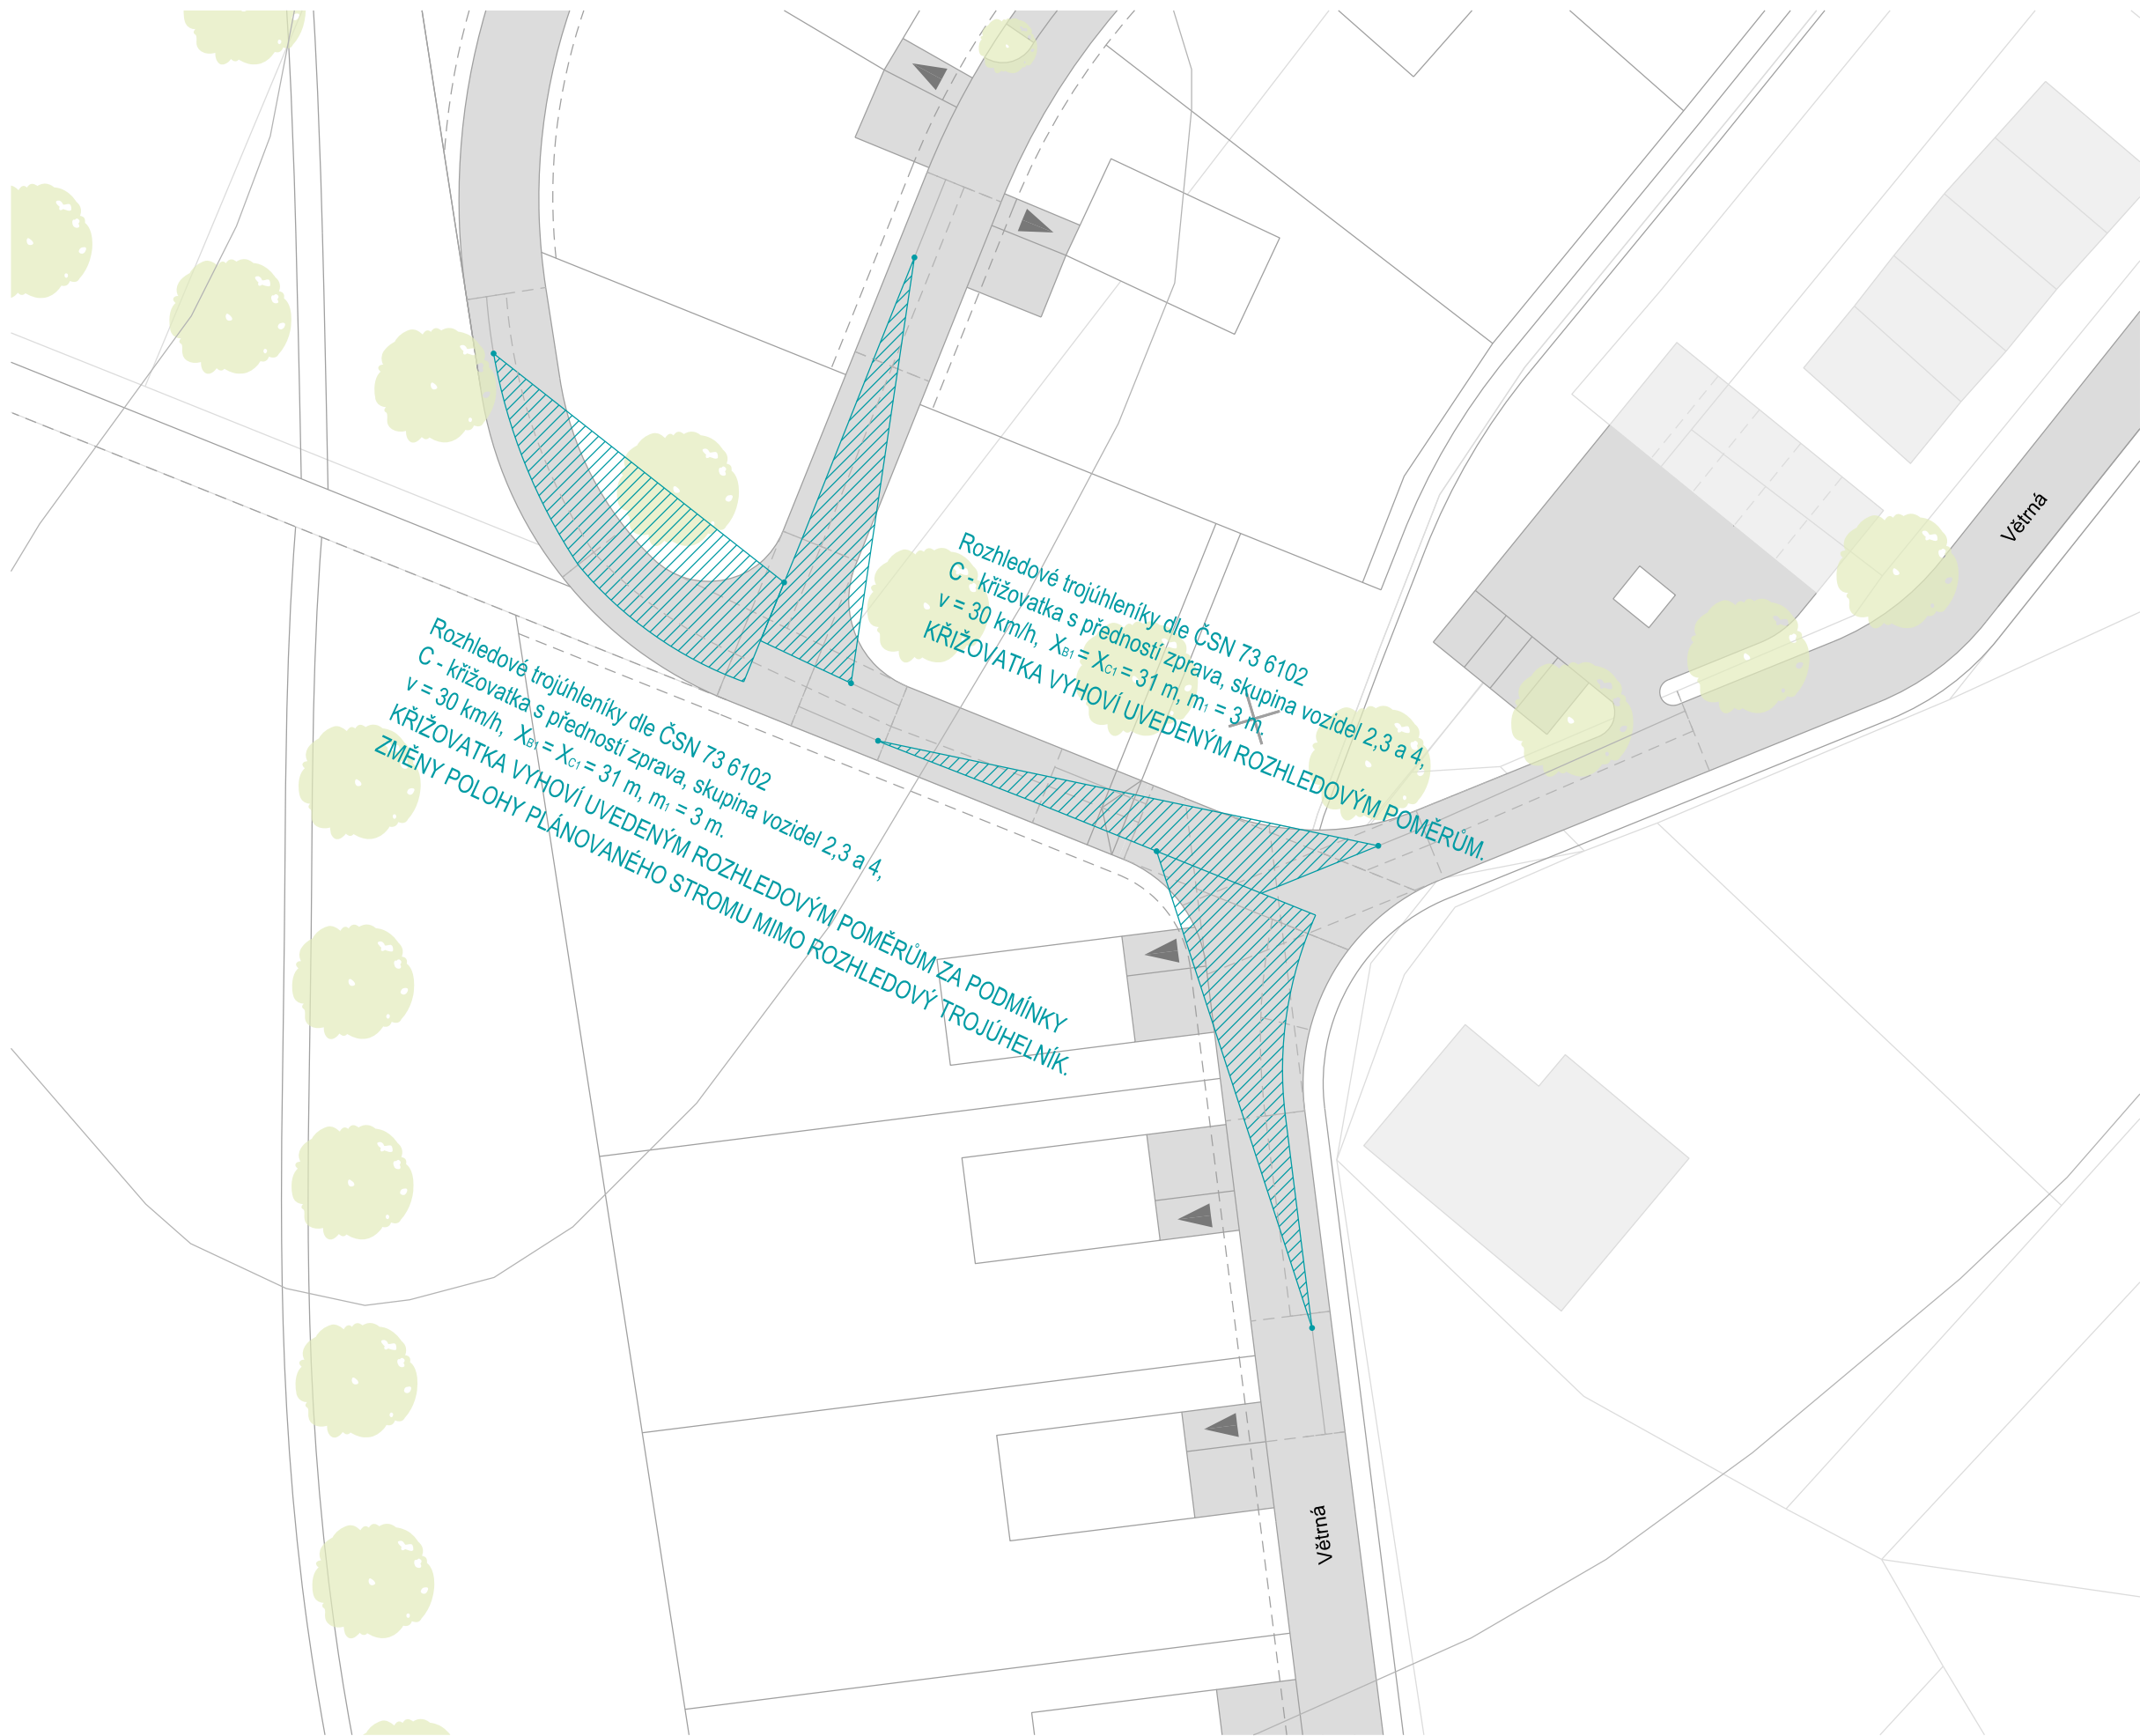 Větrná
Rozhledové trojúhleníky dle ČSN 73 6102
C - křižovatka s předností zprava, skupina vozidel 2,3 a 4,
v = 30 km/h, XB1 = XC1 = 31 m, m1 = 3 m.
KŘIŽOVATKA VYHOVÍ UVEDENÝM ROZHLEDOVÝM POMĚRŮM.
Rozhledové trojúhleníky dle ČSN 73 6102
C - křižovatka s předností zprava, skupina vozidel 2,3 a 4,
v = 30 km/h, XB1 = XC1 = 31 m, m1 = 3 m.
KŘIŽOVATKA VYHOVÍ UVEDENÝM ROZHLEDOVÝM POMĚRŮM ZA PODMÍNKY
ZMĚNY POLOHY PLÁNOVANÉHO STROMU MIMO ROZHLEDOVÝ TROJÚHELNÍK.
Větrná